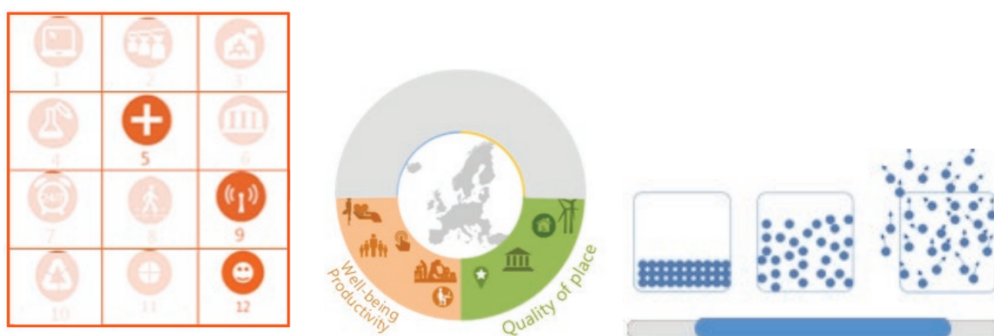 1 2 3
4 5 6
7 8 9
10 11 12
Well-being
Productivity
Quality of place